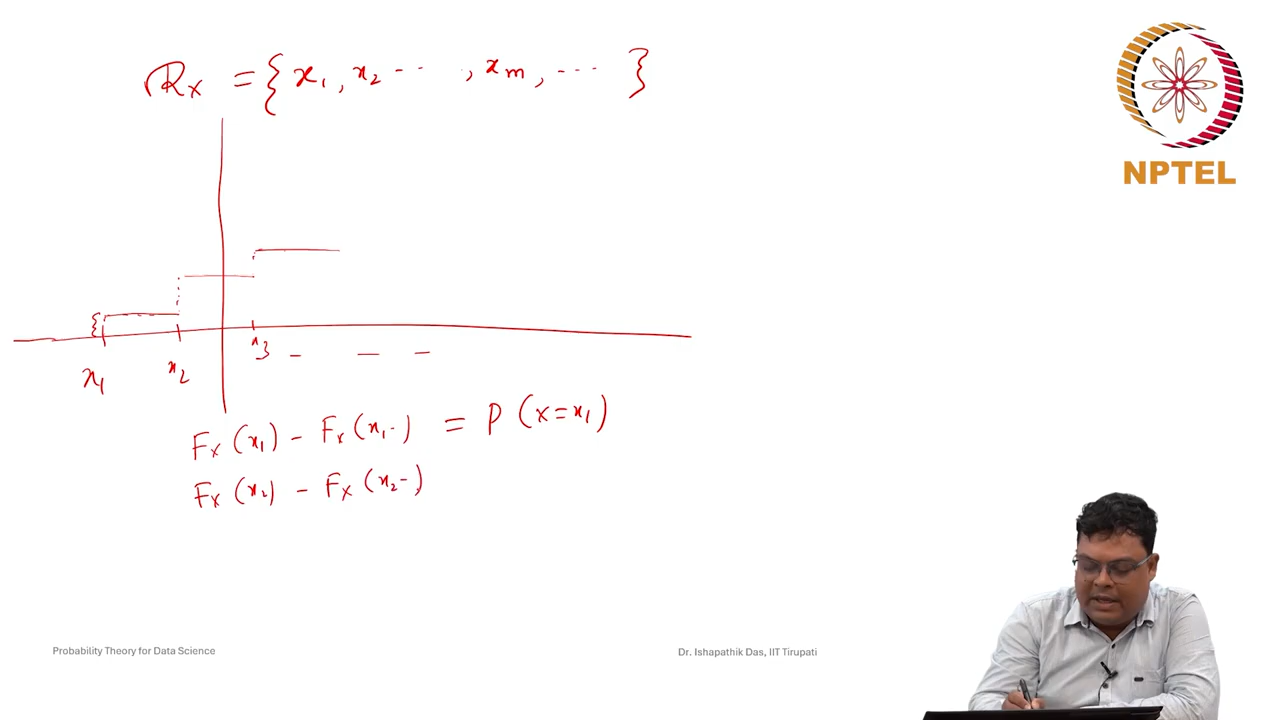 R_X = { x_1, x_2 ... , x_m, ... }
NPTEL
x_1 x_2 x_3 – – –
F_X (x_1) – F_X (x_1-) = P (X = x_1)
F_X (x_2) – F_X (x_2-)
Probability Theory for Data Science
Dr. Ishapathik Das, IIT Tirupati